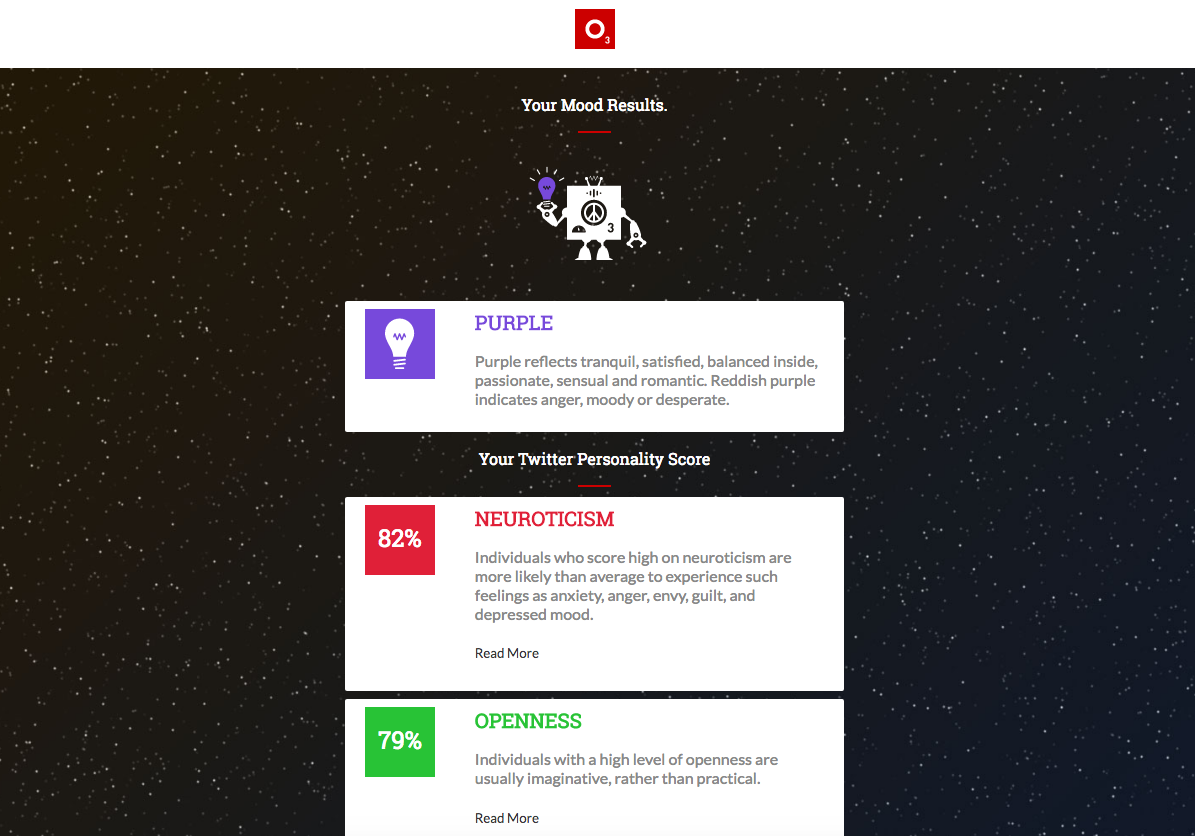 O3
Your Mood Results.
3
PURPLE
Purple reflects tranquil, satisfied, balanced inside,
passionate, sensual and romantic. Reddish purple
indicates anger, moody or desperate.
Your Twitter Personality Score
82%
NEUROTICISM
Individuals who score high on neuroticism are
more likely than average to experience such
feelings as anxiety, anger, envy, guilt, and
depressed mood.
Read More
79%
OPENNESS
Individuals with a high level of openness are
usually imaginative, rather than practical.
Read More